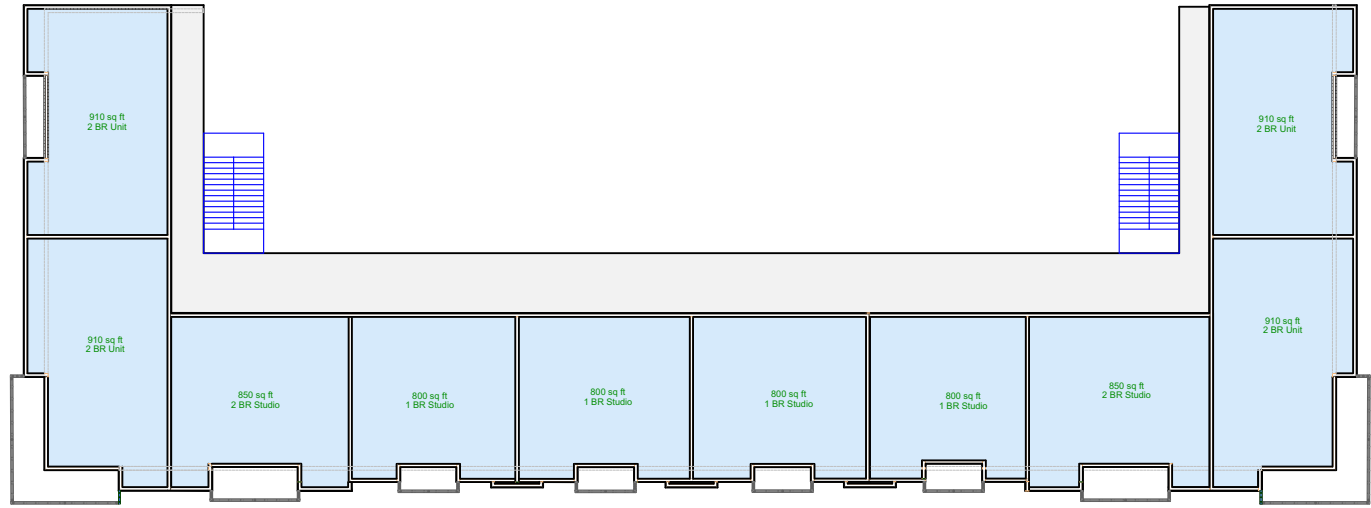 910 sq ft
2 BR Unit
910 sq ft
2 BR Unit
910 sq ft
2 BR Unit
910 sq ft
2 BR Unit
850 sq ft
2 BR Studio
800 sq ft
1 BR Studio
800 sq ft
1 BR Studio
800 sq ft
1 BR Studio
800 sq ft
1 BR Studio
850 sq ft
2 BR Studio